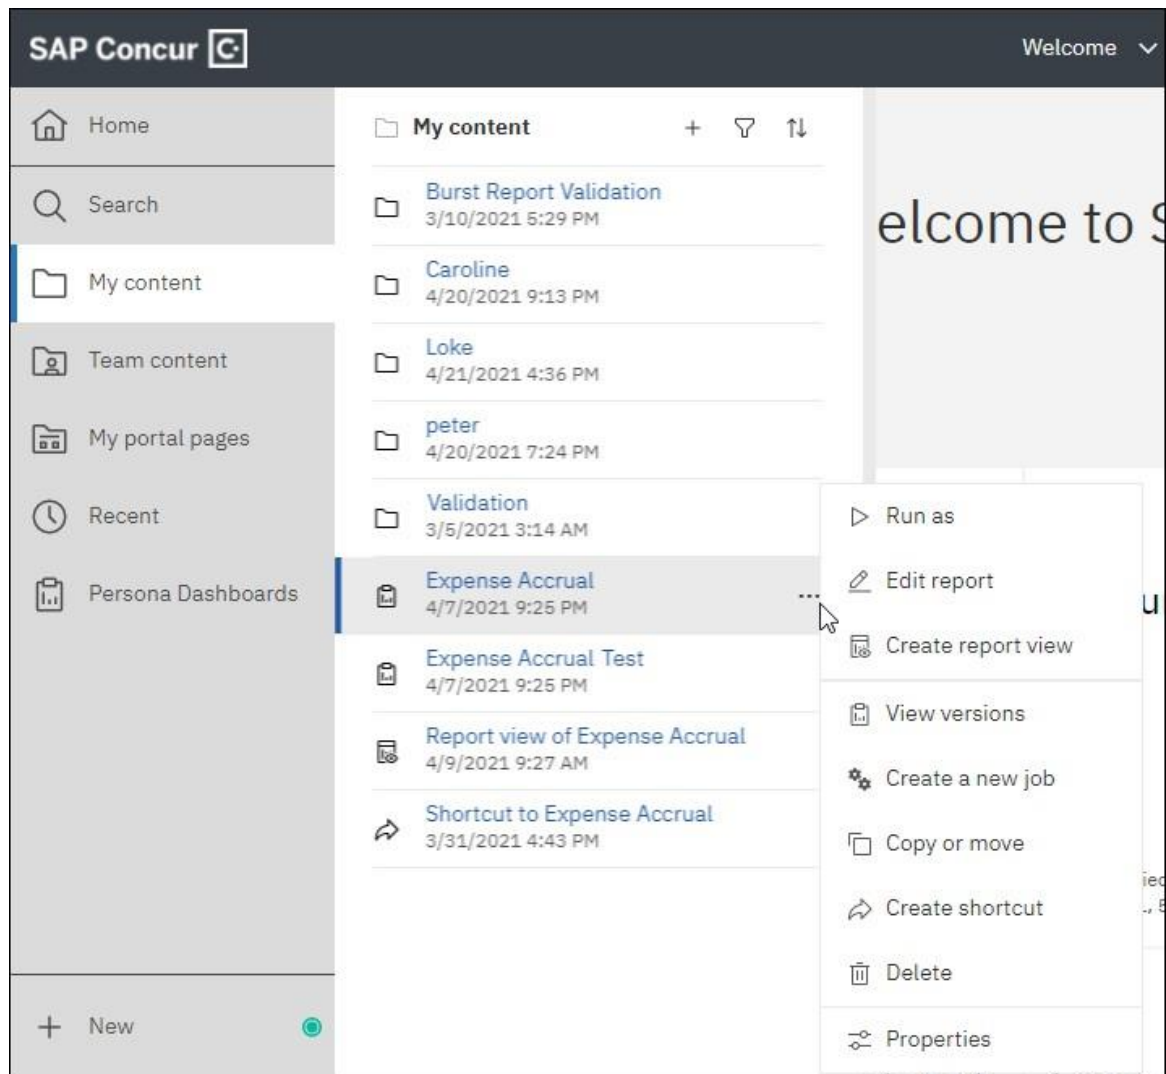 SAP Concur C
Welcome
Home
Search
My content
Team content
My portal pages
Recent
Persona Dashboards
New
My content
Burst Report Validation
3/10/2021 5:29 PM
Caroline
4/20/2021 9:13 PM
Loke
4/21/2021 4:36 PM
peter
4/20/2021 7:24 PM
Validation
3/5/2021 3:14 AM
Expense Accrual
4/7/2021 9:25 PM
Expense Accrual Test
4/7/2021 9:25 PM
Report view of Expense Accrual
4/9/2021 9:27 AM
Shortcut to Expense Accrual
3/31/2021 4:43 PM
elcome to S
Run as
Edit report
Create report view
View versions
Create a new job
Copy or move
Create shortcut
Delete
Properties